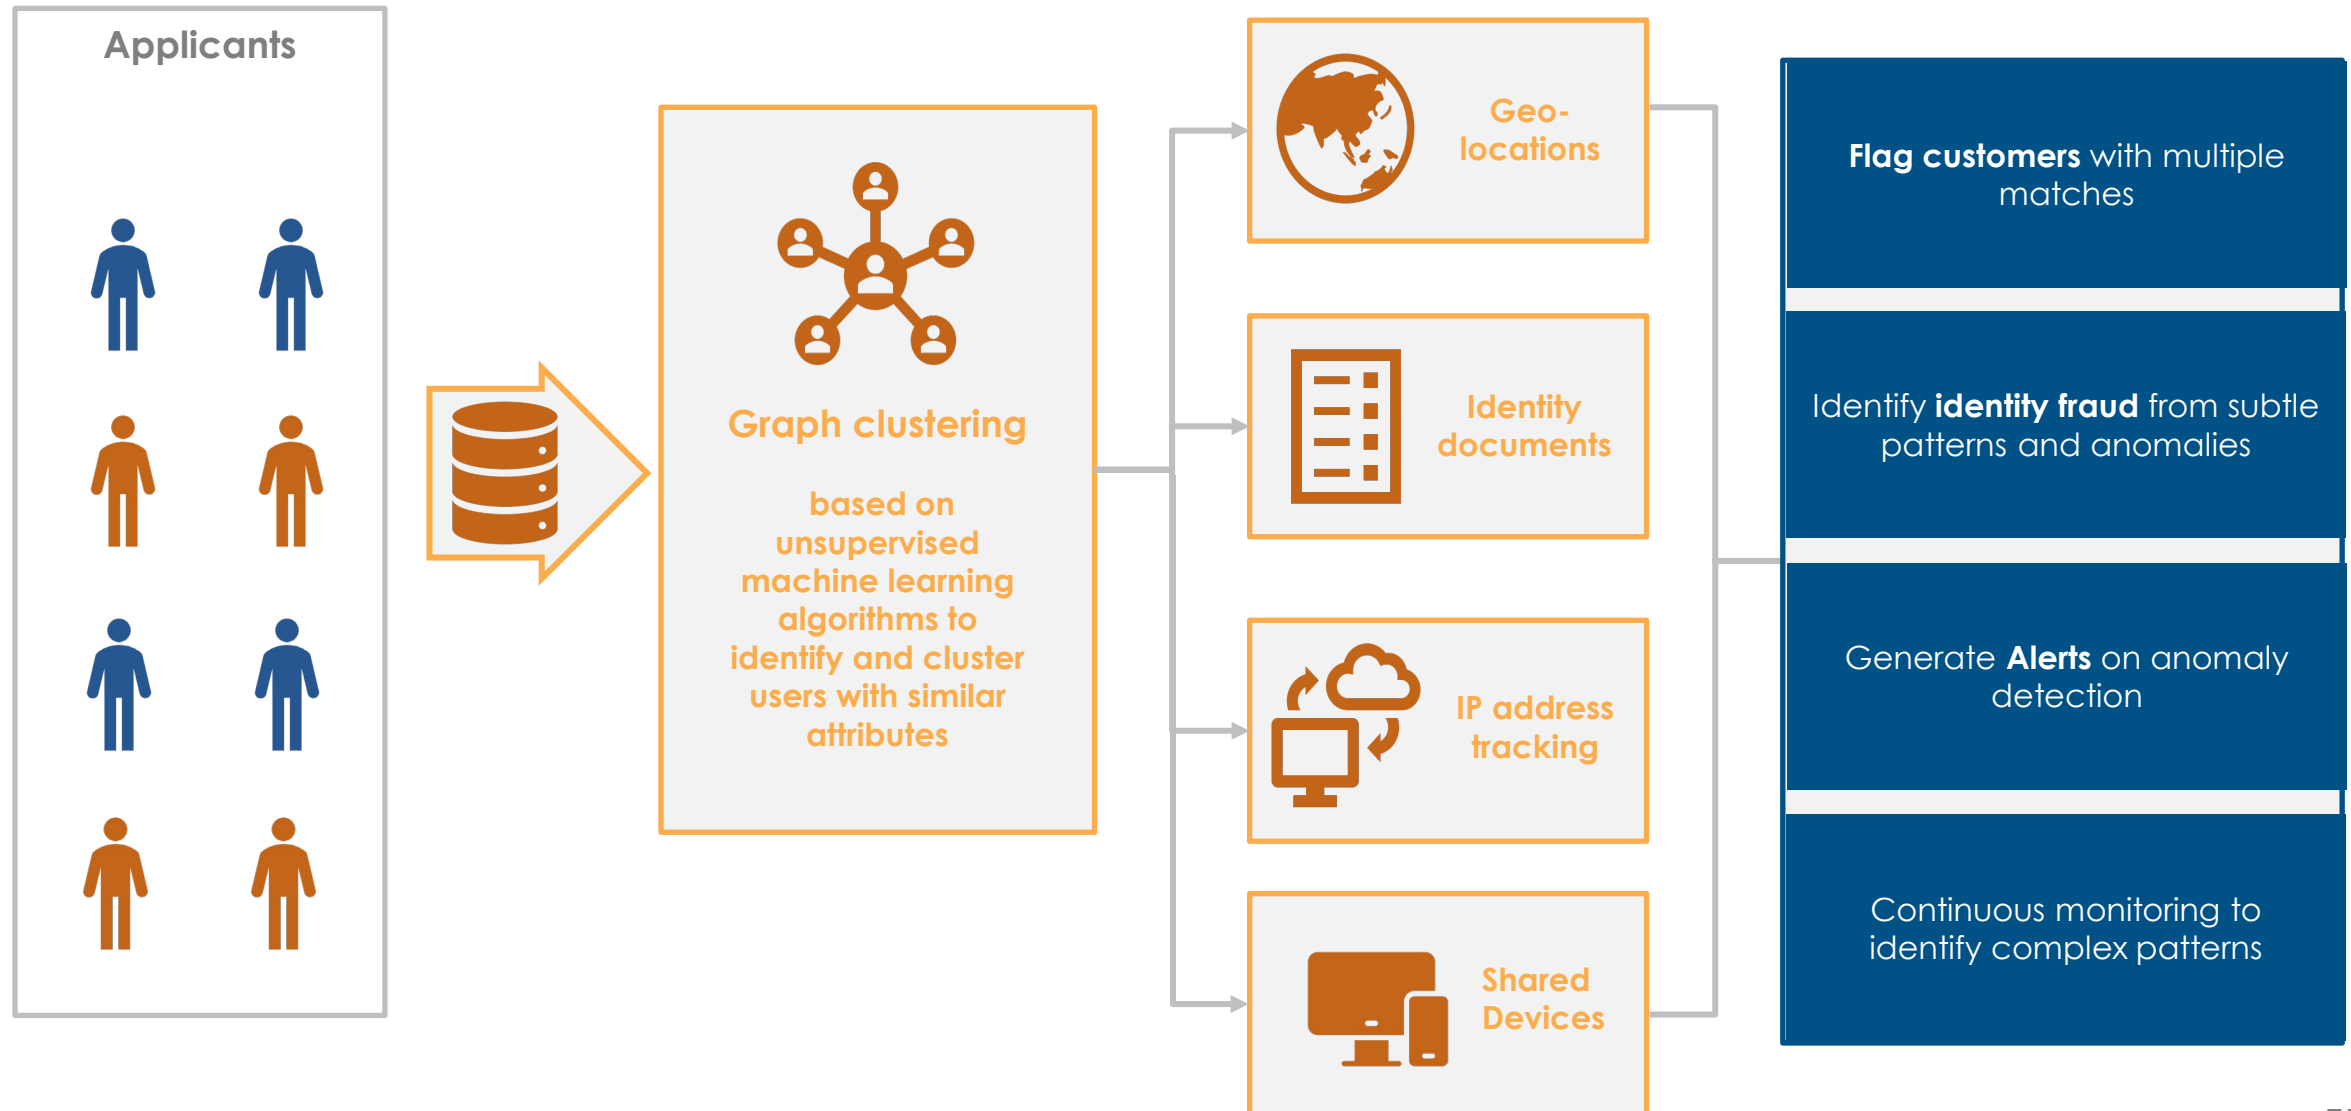 Applicants
Graph clustering
based on
unsupervised
machine learning
algorithms to
identify and cluster
users with similar
attributes
Geo-
locations
Identity
documents
IP address
tracking
Shared
Devices
Flag customers with multiple
matches
Identify identity fraud from subtle
patterns and anomalies
Generate Alerts on anomaly
detection
Continuous monitoring to
identify complex patterns